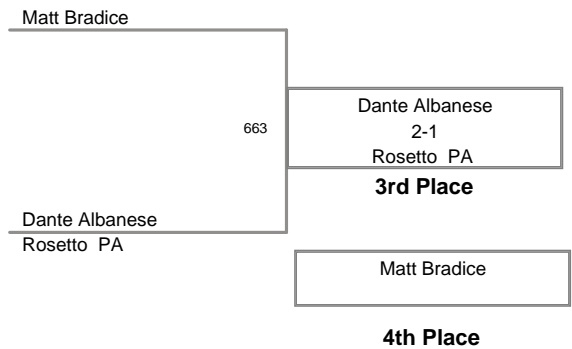 Matt Bradice
663
Dante Albanese
2-1
Rosetto PA
3rd Place
Dante Albanese
Rosetto PA
Matt Bradice
4th Place